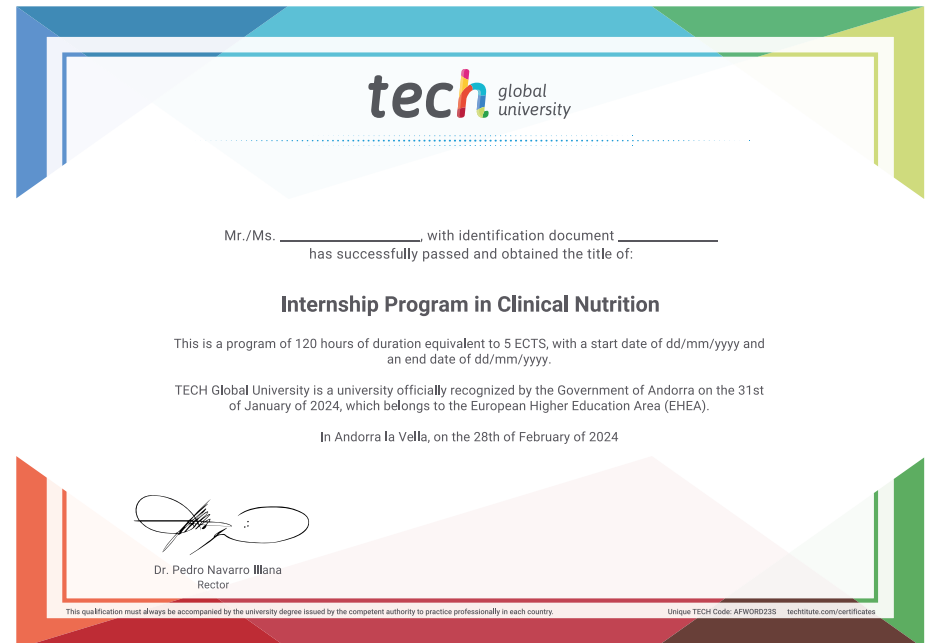 tech global university
Mr./Ms. ____________________, with identification document ______________
has successfully passed and obtained the title of:
Internship Program in Clinical Nutrition
This is a program of 120 hours of duration equivalent to 5 ECTS, with a start date of dd/mm/yyyy and
an end date of dd/mm/yyyy.
TECH Global University is a university officially recognized by the Government of Andorra on the 31st
of January of 2024, which belongs to the European Higher Education Area (EHEA).
In Andorra la Vella, on the 28th of February of 2024
Dr. Pedro Navarro Illana
Rector
This qualification must always be accompanied by the university degree issued by the competent authority to practice professionally in each country.
Unique TECH Code: AFWORD23S techtitute.com/certificates